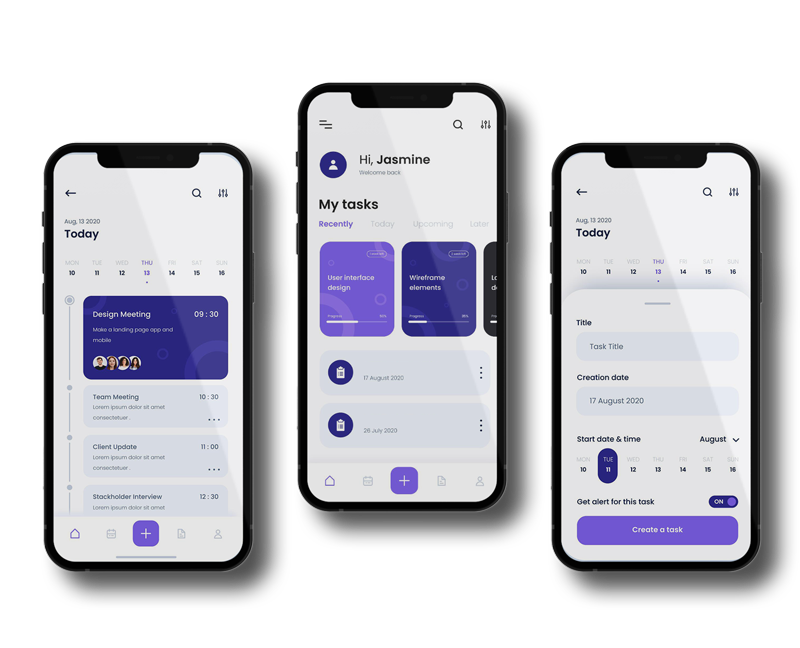 Aug, 13 2020
Today
MON TUE WED THU FRI SAT SUN
10 11 12 13 14 15 16
Design Meeting 09 : 30
Make a landing page app and
mobile
Team Meeting 10 : 30
Lorem ipsum dolor sit amet
consectetuer.
Client Update 11 : 00
Lorem ipsum dolor sit amet
consectetuer.
Stackholder Interview 12 : 30
Lorem ipsum dolor sit amet
Hi, Jasmine
Welcome back
My tasks
Recently Today Upcoming Later
User interface
design
Progress
Wireframe
elements
Progress
17 August 2020
26 July 2020
Aug, 13 2020
Today
MON TUE WED THU FRI SAT SUN
10 11 12 13 14 15 16
Title
Task Title
Creation date
17 August 2020
Start date & time August
MON TUE WED THU FRI SAT SUN
10 11 12 13 14 15 16
Get alert for this task ON
Create a task